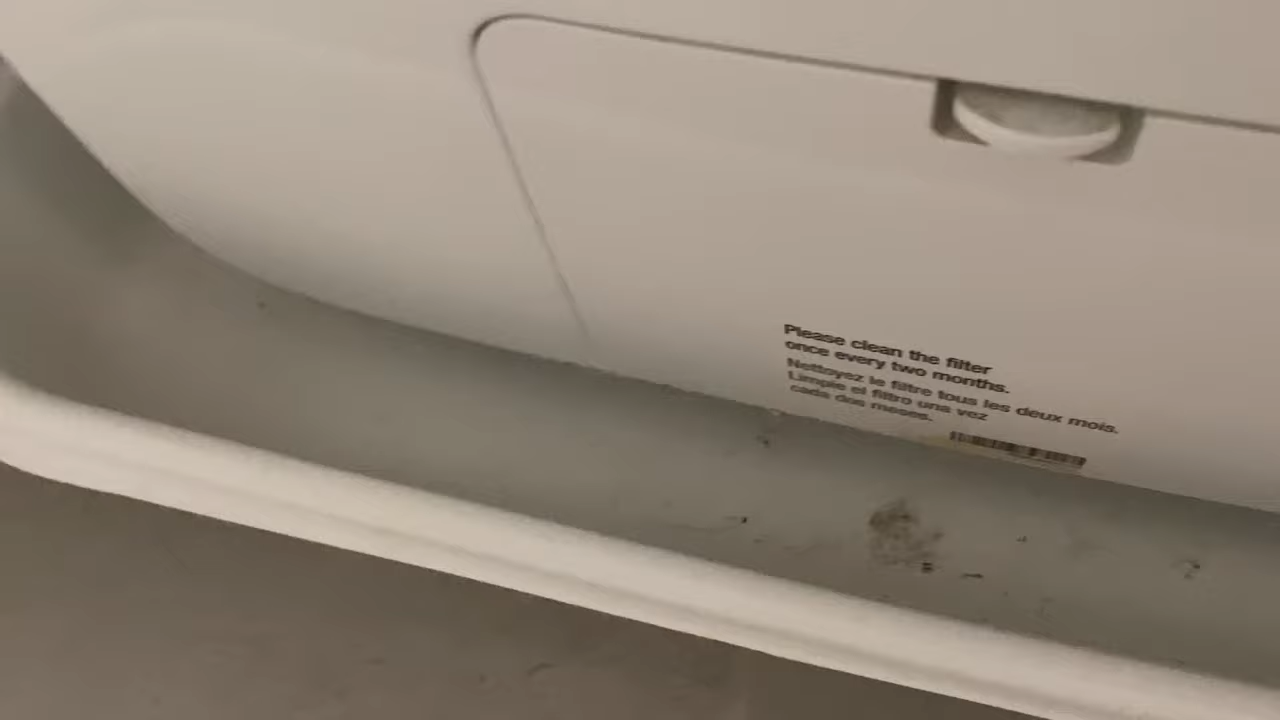 Please clean the filter
once every two months.
Nettoyez le filtre tous les deux mois.
Limpie el filtro una vez
cada dos meses.